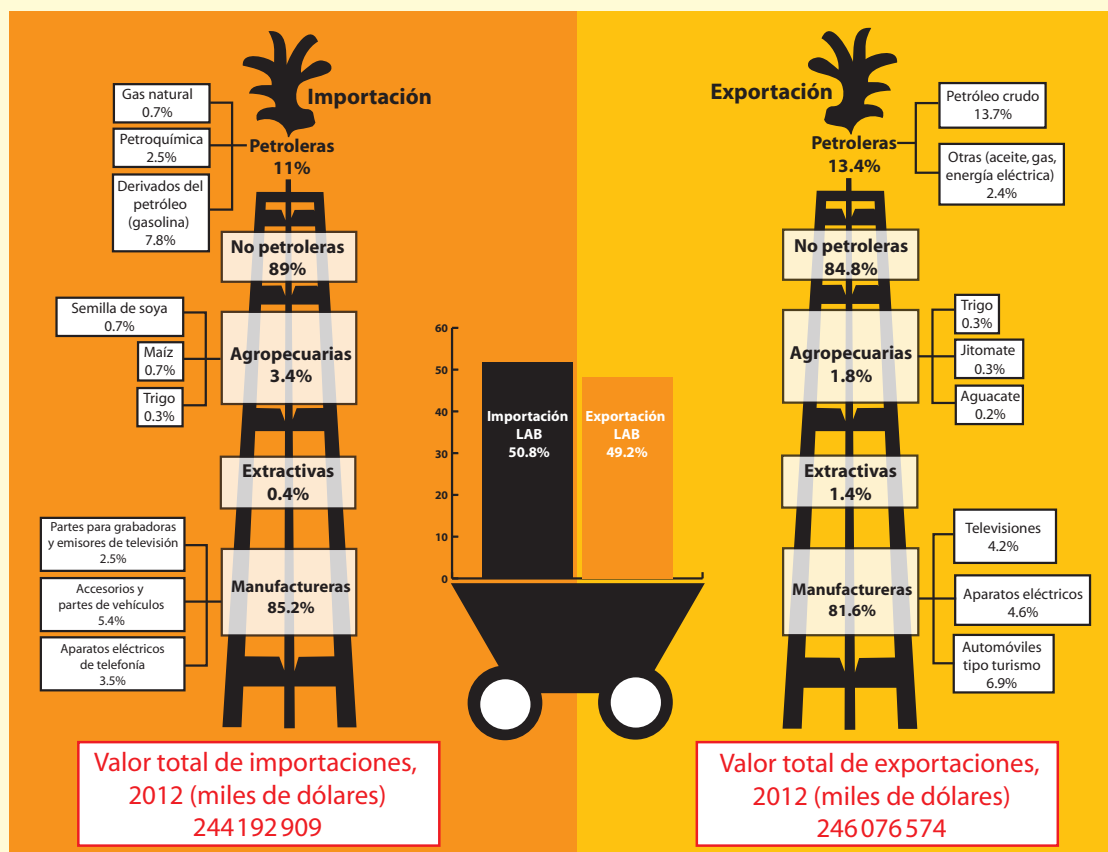 Importación
Petroleras
11%
Gas natural
0.7%
Petroquímica
2.5%
Derivados del
petróleo
(gasolina)
7.8%
No petroleras
89%
Agropecuarias
3.4%
Semilla de soya
0.7%
Maíz
0.7%
Trigo
0.3%
Extractivas
0.4%
Manufactureras
85.2%
Partes para grabadoras
y emisores de televisión
2.5%
Accesorios y
partes de vehículos
5.4%
Aparatos eléctricos
de telefonía
3.5%
Valor total de importaciones,
2012 (miles de dólares)
244 192 909
60
50
40
30
20
10
0
Importación
LAB
50.8%
Exportación
LAB
49.2%
Exportación
Petroleras
13.4%
Petróleo crudo
13.7%
Otras (aceite, gas,
energía eléctrica)
2.4%
No petroleras
84.8%
Agropecuarias
1.8%
Trigo
0.3%
Jitomate
0.3%
Aguacate
0.2%
Extractivas
1.4%
Manufactureras
81.6%
Televisiones
4.2%
Aparatos eléctricos
4.6%
Automóviles
tipo turismo
6.9%
Valor total de exportaciones,
2012 (miles de dólares)
246 076 574